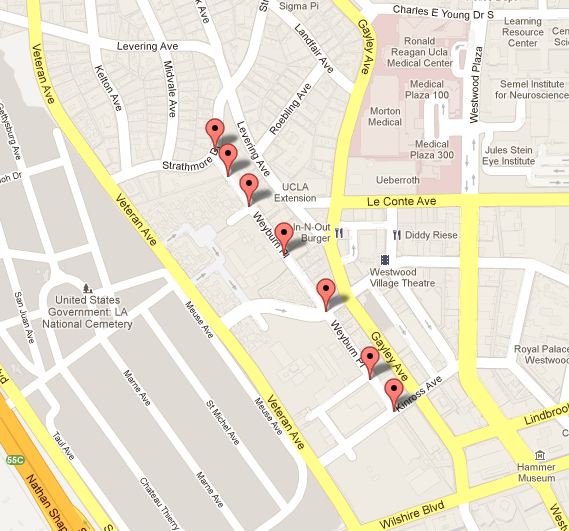 Sigma Pi
Charles E Young Dr S
Learning
Resource
Center
Veteran Ave
Levering Ave
Landfair Ave
Gayley Ave
Ronald
Reagan Ucla
Medical Center
Westwood Plaza
Kelton Ave
Midvale Ave
Roebling Ave
Medical
Plaza 100
Semel Institute
for Neuroscience
Morton
Medical
Gettysburg Ave
Levering Ave
Strathmore D
Medical
Plaza 300
Jules Stein
Eye Institute
oh Dr
Ueberroth
UCLA
Extension
Le Conte Ave
Veteran Ave
Weyburn Pl
In-N-Out
Burger
Diddy Riese
Westwood
Village Theatre
United States
Government: LA
National Cemetery
San Juan Ave
Meuse Ave
Weyburn Pl
Gayley Ave
Royal Palace
Westwood
Marne Ave
St Michel Ave
Meuse Ave
Veteran Ave
Kinross Ave
Lindbroo
Taul Ave
55C
Marne Ave
Hammer
Museum
Nathan Shap
Chateau Thierry
Wilshire Blvd